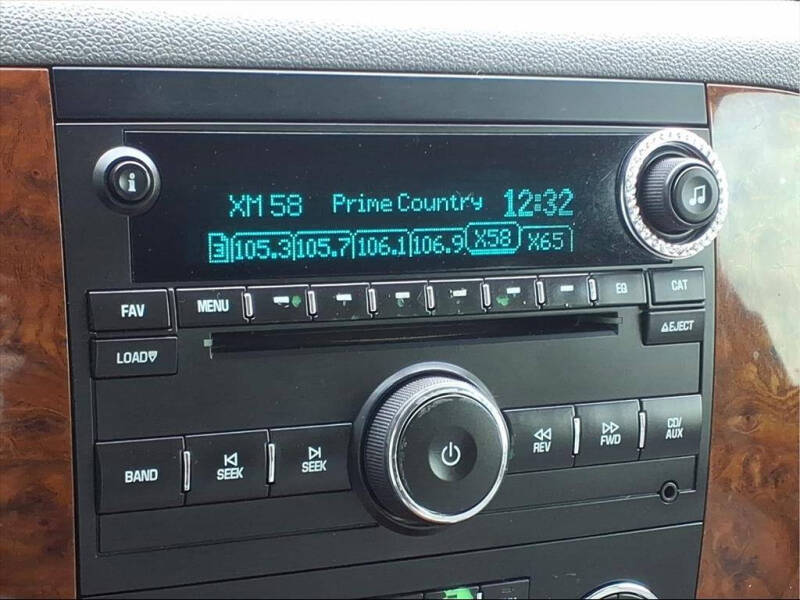 i
XM 58 Prime Country 12:32
3 105.3 105.7 106.1 106.9 X58 X65
FAV MENU EQ CAT
LOAD EJECT
BAND SEEK SEEK REV FWD CD/AUX